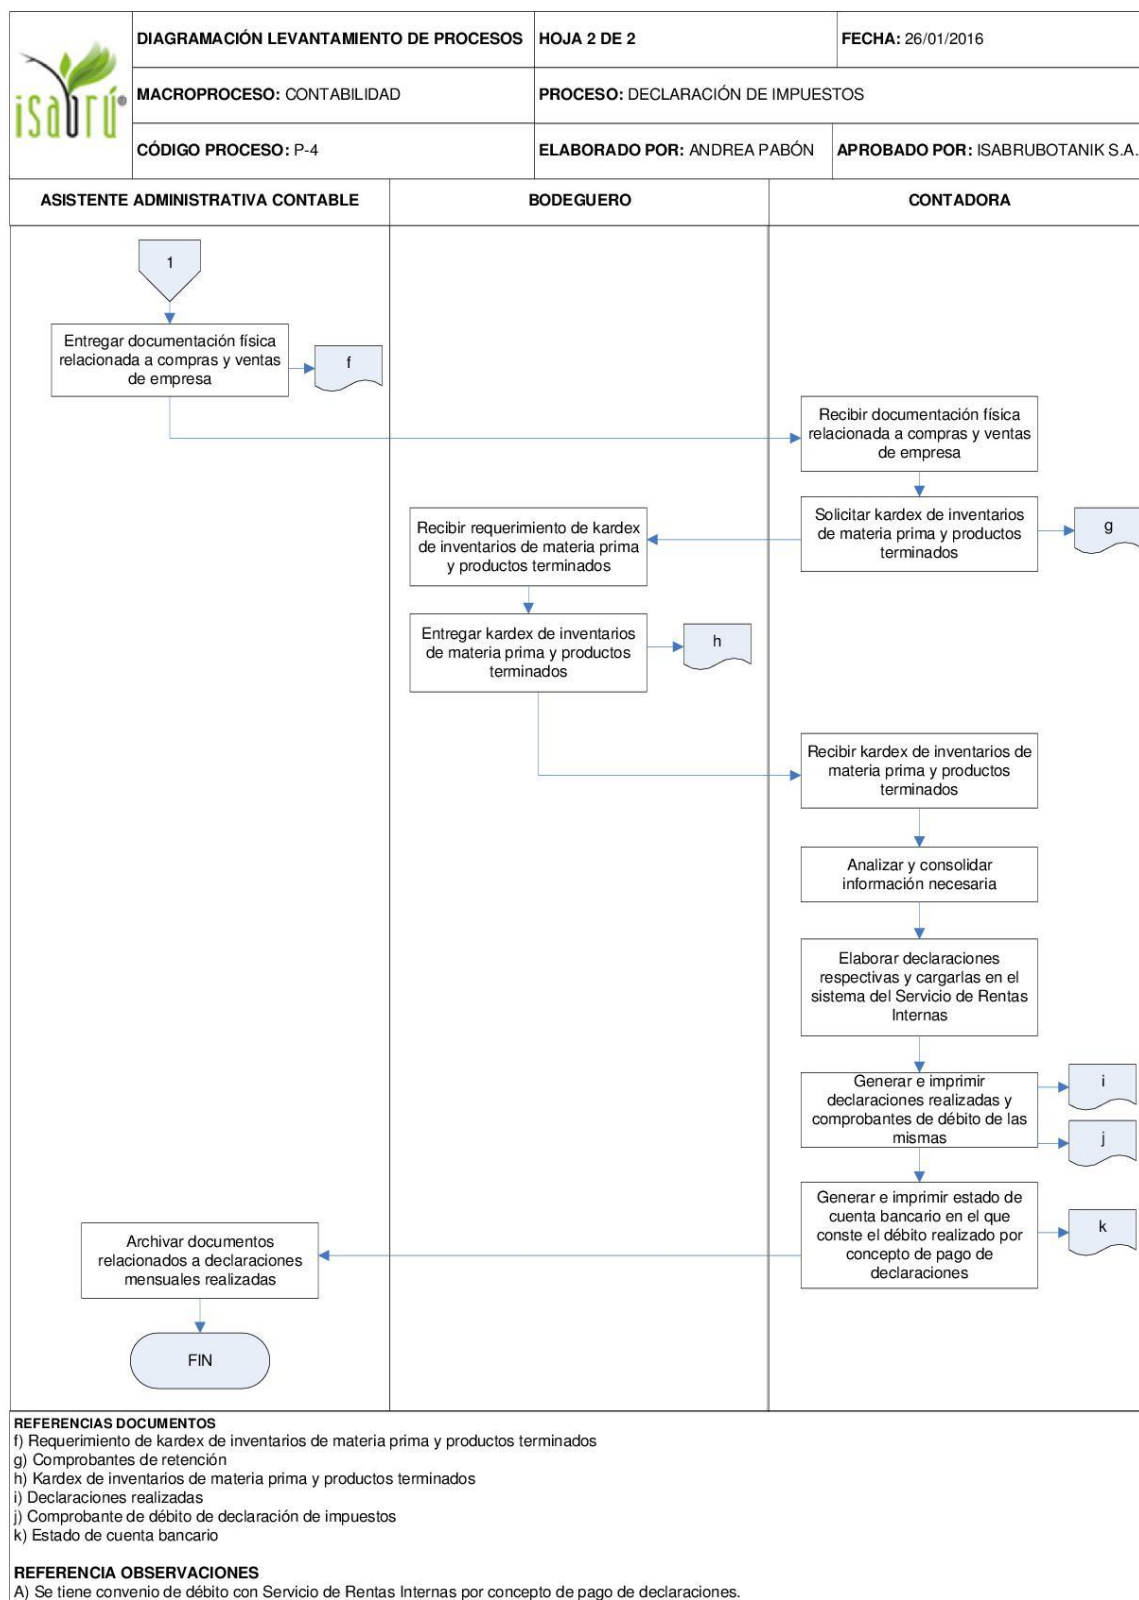 isabrú®
DIAGRAMACIÓN LEVANTAMIENTO DE PROCESOS
HOJA 2 DE 2
FECHA: 26/01/2016
MACROPROCESO: CONTABILIDAD
PROCESO: DECLARACIÓN DE IMPUESTOS
CÓDIGO PROCESO: P-4
ELABORADO POR: ANDREA PABÓN
APROBADO POR: ISABRUBOTANIK S.A.
ASISTENTE ADMINISTRATIVA CONTABLE
BODEGUERO
CONTADORA
1
Entregar documentación física
relacionada a compras y ventas
de empresa
f
Recibir documentación física
relacionada a compras y ventas
de empresa
Solicitar kardex de inventarios
de materia prima y productos
terminados
g
Recibir requerimiento de kardex
de inventarios de materia prima
y productos terminados
Entregar kardex de inventarios
de materia prima y productos
terminados
h
Recibir kardex de inventarios de
materia prima y productos
terminados
Analizar y consolidar
información necesaria
Elaborar declaraciones
respectivas y cargarlas en el
sistema del Servicio de Rentas
Internas
Generar e imprimir
declaraciones realizadas y
comprobantes de débito de las
mismas
i
j
Generar e imprimir estado de
cuenta bancario en el que
conste el débito realizado por
concepto de pago de
declaraciones
k
Archivar documentos
relacionados a declaraciones
mensuales realizadas
FIN
REFERENCIAS DOCUMENTOS
f) Requerimiento de kardex de inventarios de materia prima y productos terminados
g) Comprobantes de retención
h) Kardex de inventarios de materia prima y productos terminados
i) Declaraciones realizadas
j) Comprobante de débito de declaración de impuestos
k) Estado de cuenta bancario
REFERENCIA OBSERVACIONES
A) Se tiene convenio de débito con Servicio de Rentas Internas por concepto de pago de declaraciones.